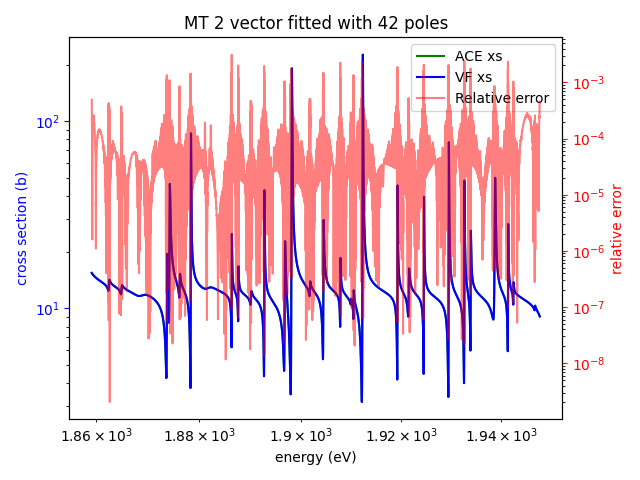 MT 2 vector fitted with 42 poles
ACE xs
VF xs
Relative error
cross section (b)
10²
10¹
relative error
10⁻³
10⁻⁴
10⁻⁵
10⁻⁶
10⁻⁷
10⁻⁸
1.86 × 10³ 1.88 × 10³ 1.9 × 10³ 1.92 × 10³ 1.94 × 10³
energy (eV)